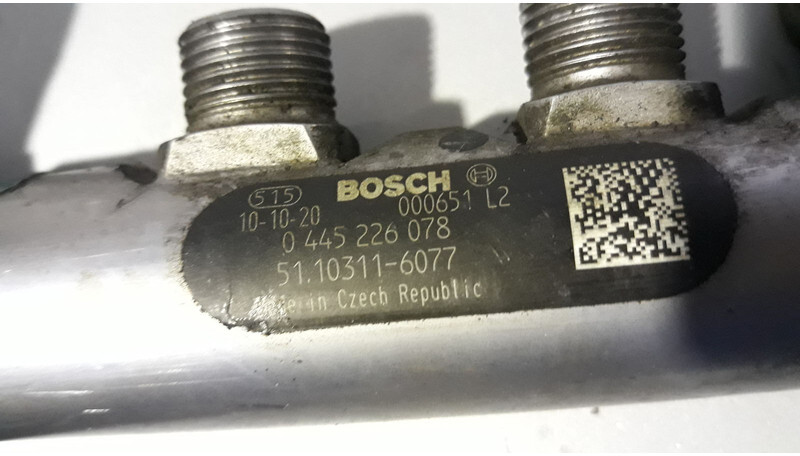 515 BOSCH
10-10-20 000651 L2
0 445 226 078
51.10311-6077
in Czech Republic